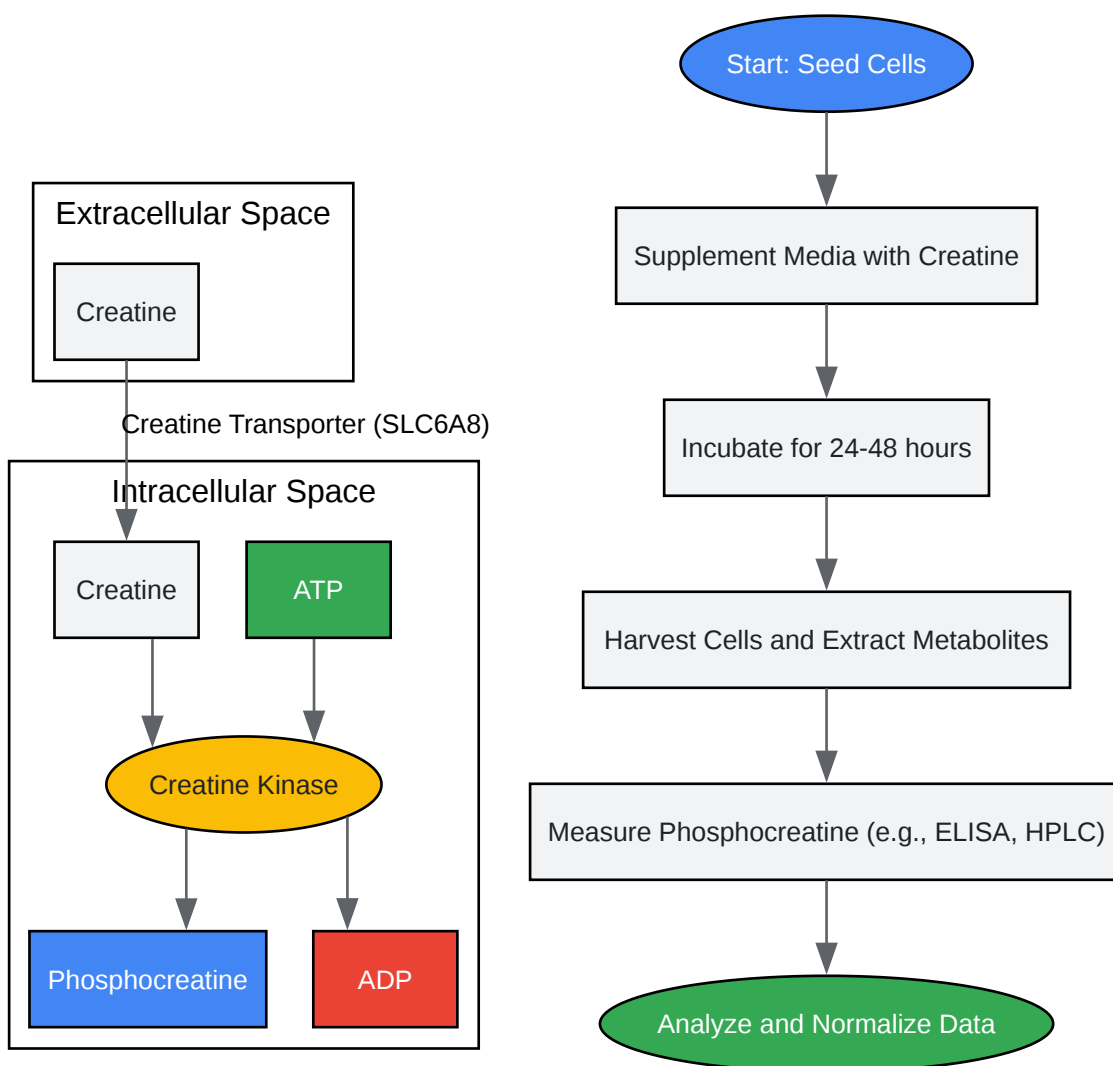 Extracellular Space
Creatine
Creatine Transporter (SLC6A8)
Intracellular Space
Creatine
ATP
Creatine Kinase
Phosphocreatine
ADP
Start: Seed Cells
Supplement Media with Creatine
Incubate for 24-48 hours
Harvest Cells and Extract Metabolites
Measure Phosphocreatine (e.g., ELISA, HPLC)
Analyze and Normalize Data